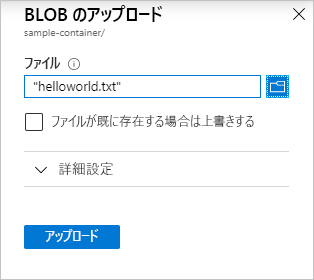 BLOB のアップロード
sample-container/
ファイル
"helloworld.txt"
ファイルが既に存在する場合は上書きする
詳細設定
アップロード